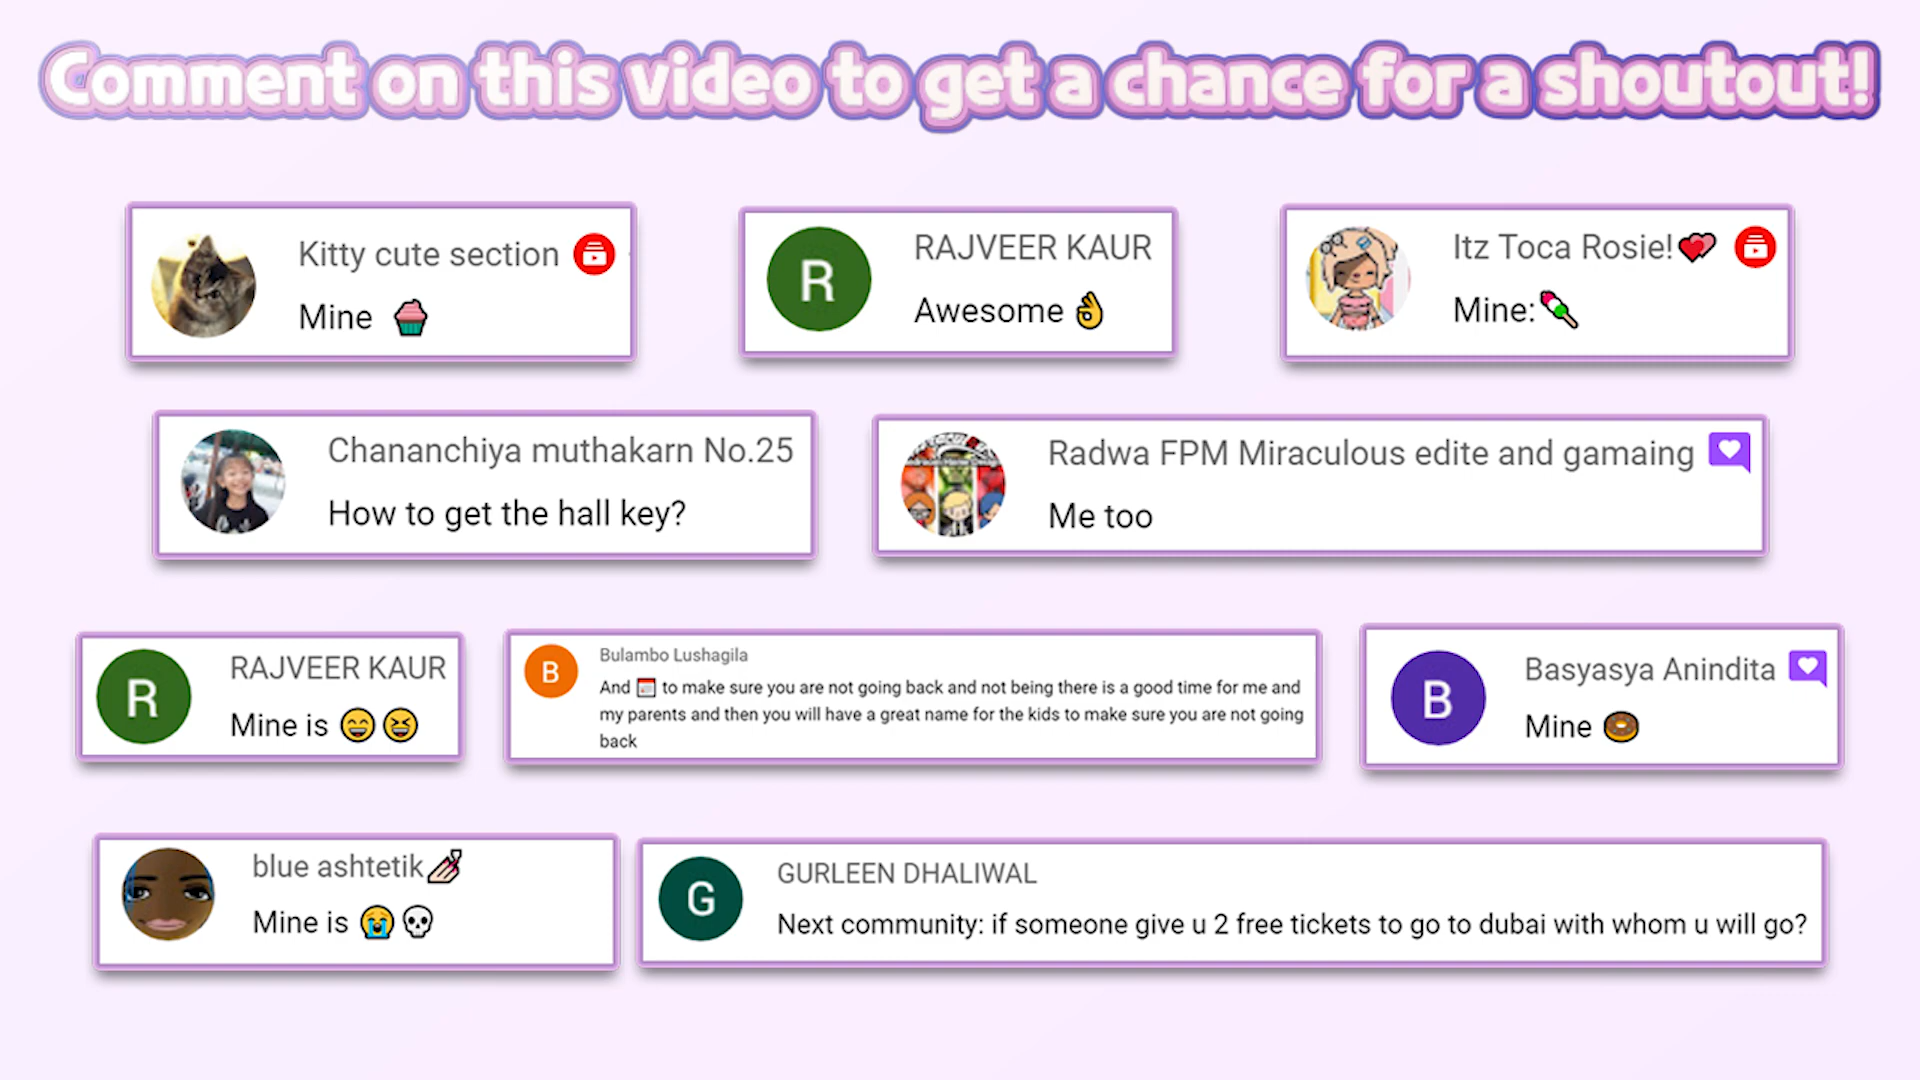 Comment on this video to get a chance for a shoutout!
Kitty cute section
Mine 🧁
RAJVEER KAUR
Awesome 👌
Itz Toca Rosie!💕
Mine:🍡
Chananchiya muthakarn No.25
How to get the hall key?
Radwa FPM Miraculous edite and gamaing
Me too
R
RAJVEER KAUR
Mine is 😄😆
B
Bulambo Lushagila
And 📅 to make sure you are not going back and not being there is a good time for me and
my parents and then you will have a great name for the kids to make sure you are not going
back
B
Basyasya Anindita
Mine 🍩
blue ashtetik💅
Mine is 😭💀
G
GURLEEN DHALIWAL
Next community: if someone give u 2 free tickets to go to dubai with whom u will go?